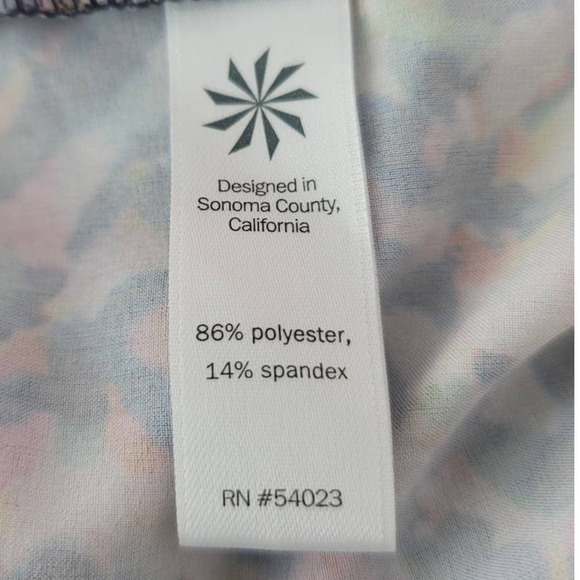 Designed in
Sonoma County,
California
86% polyester,
14% spandex
RN #54023